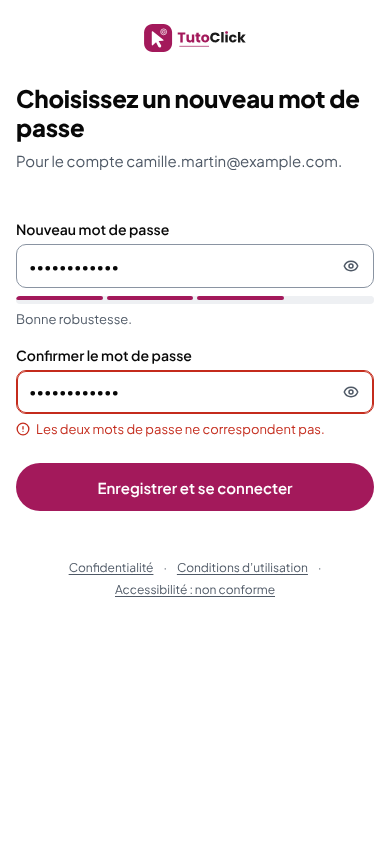 TutoClick
Choisissez un nouveau mot de
passe
Pour le compte camille.martin@example.com.
Nouveau mot de passe
••••••••••••
Bonne robustesse.
Confirmer le mot de passe
••••••••••••
Les deux mots de passe ne correspondent pas.
Enregistrer et se connecter
Confidentialité · Conditions d'utilisation ·
Accessibilité : non conforme